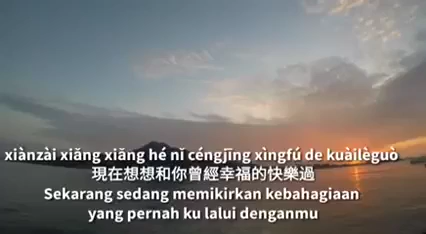 xiànzài xiǎng xiǎng hé nǐ céngjīng xìngfú de kuàilèguò
現在想想和你曾經幸福的快樂過
Sekarang sedang memikirkan kebahagiaan
yang pernah ku lalui denganmu